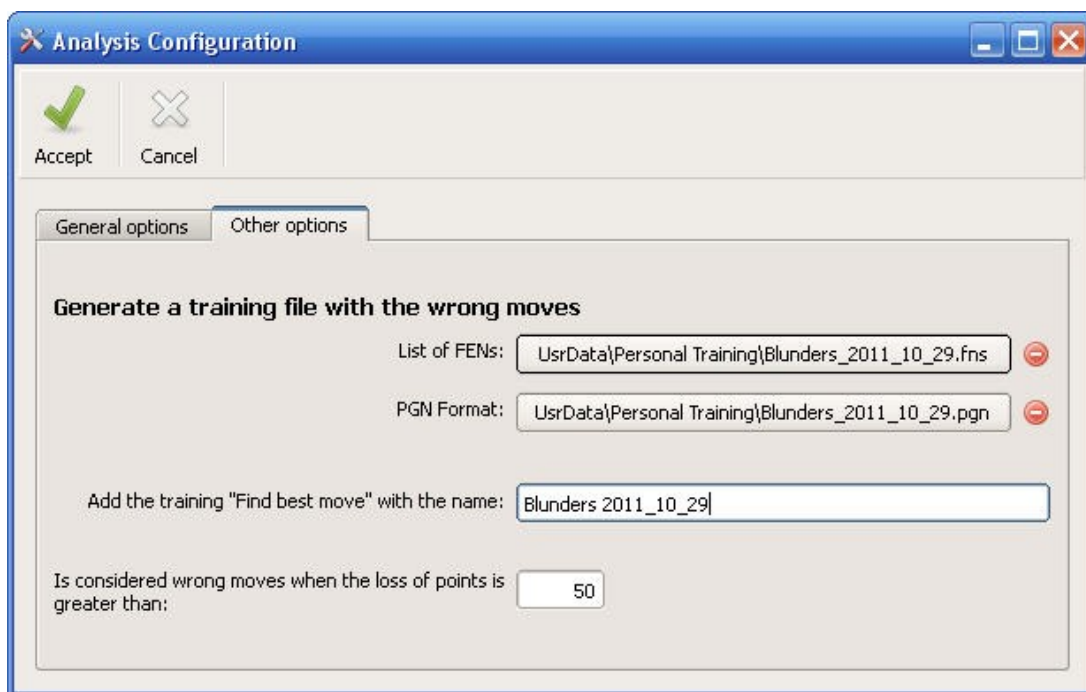 Analysis Configuration
Accept
Cancel
General options
Other options
Generate a training file with the wrong moves
List of FENs:
UsrData\Personal Training\Blunders_2011_10_29.fns
PGN Format:
UsrData\Personal Training\Blunders_2011_10_29.pgn
Add the training "Find best move" with the name:
Blunders 2011_10_29
Is considered wrong moves when the loss of points is
greater than:
50